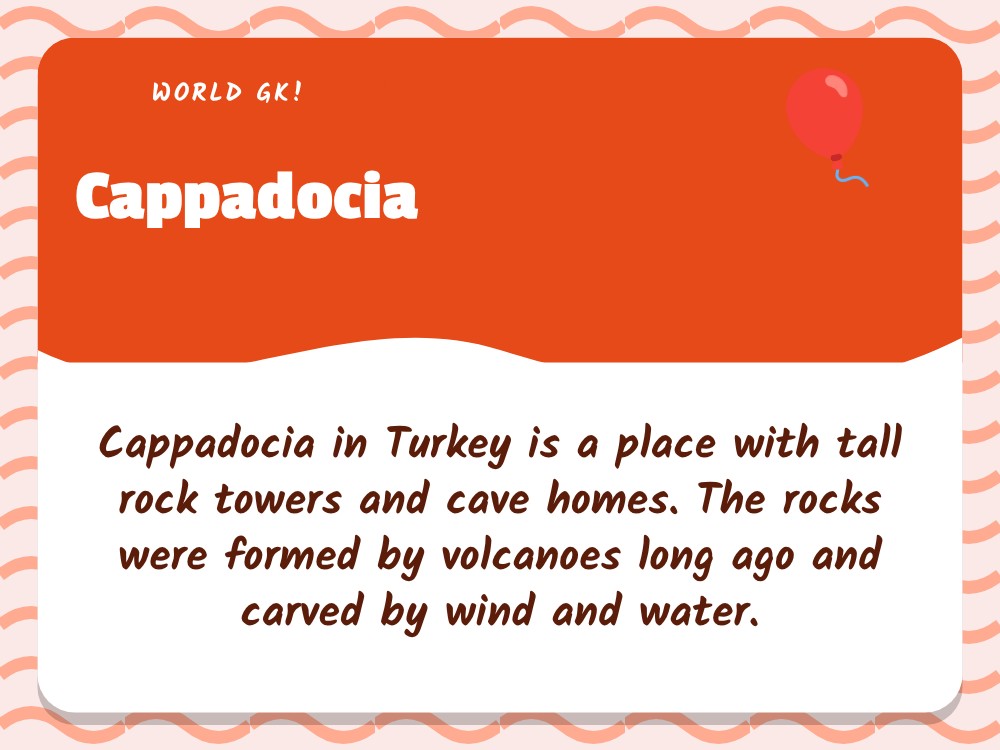 WORLD GK!
Cappadocia
Cappadocia in Turkey is a place with tall
rock towers and cave homes. The rocks
were formed by volcanoes long ago and
carved by wind and water.